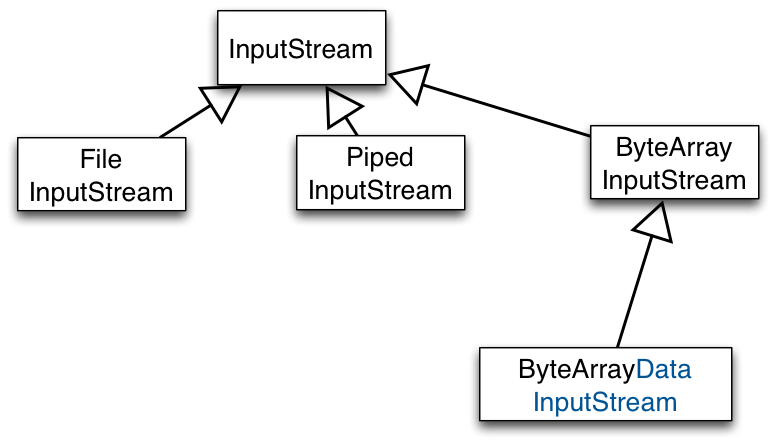 InputStream
File
InputStream
Piped
InputStream
ByteArray
InputStream
ByteArrayData
InputStream